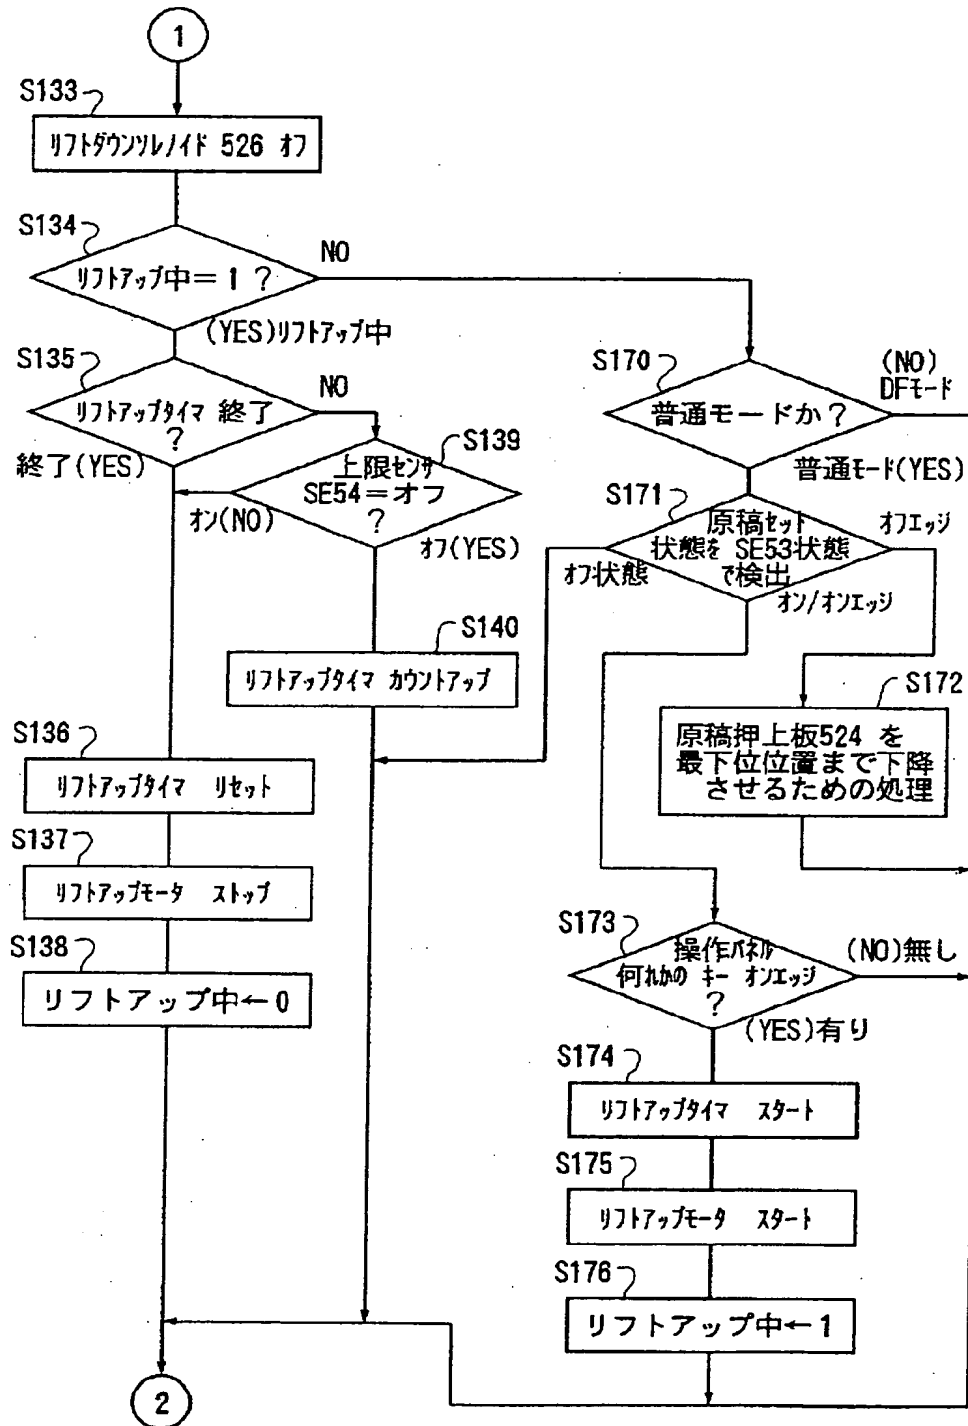 1
S133
リフトダウンソレノイド 526 オフ
S134
リフトアップ中＝1 ?
NO
(YES)リフトアップ中
S135
リフトアップタイマ 終了
?
NO
終了(YES)
S139
上限センサ
SE54＝オフ
?
オン(NO)
オフ(YES)
S140
リフトアップタイマ カウントアップ
S136
リフトアップタイマ リセット
S137
リフトアップモータ ストップ
S138
リフトアップ中←0
S170
普通モードか?
(NO)
DFモード
普通モード(YES)
S171
原稿セット
状態を SE53状態
で検出
オフエッジ
オフ状態
オン/オンエッジ
S172
原稿押上板524 を
最下位位置まで下降
させるための処理
S173
操作パネル
何れかの キー オンエッジ
?
(NO)無し
(YES)有り
S174
リフトアップタイマ スタート
S175
リフトアップモータ スタート
S176
リフトアップ中←1
2